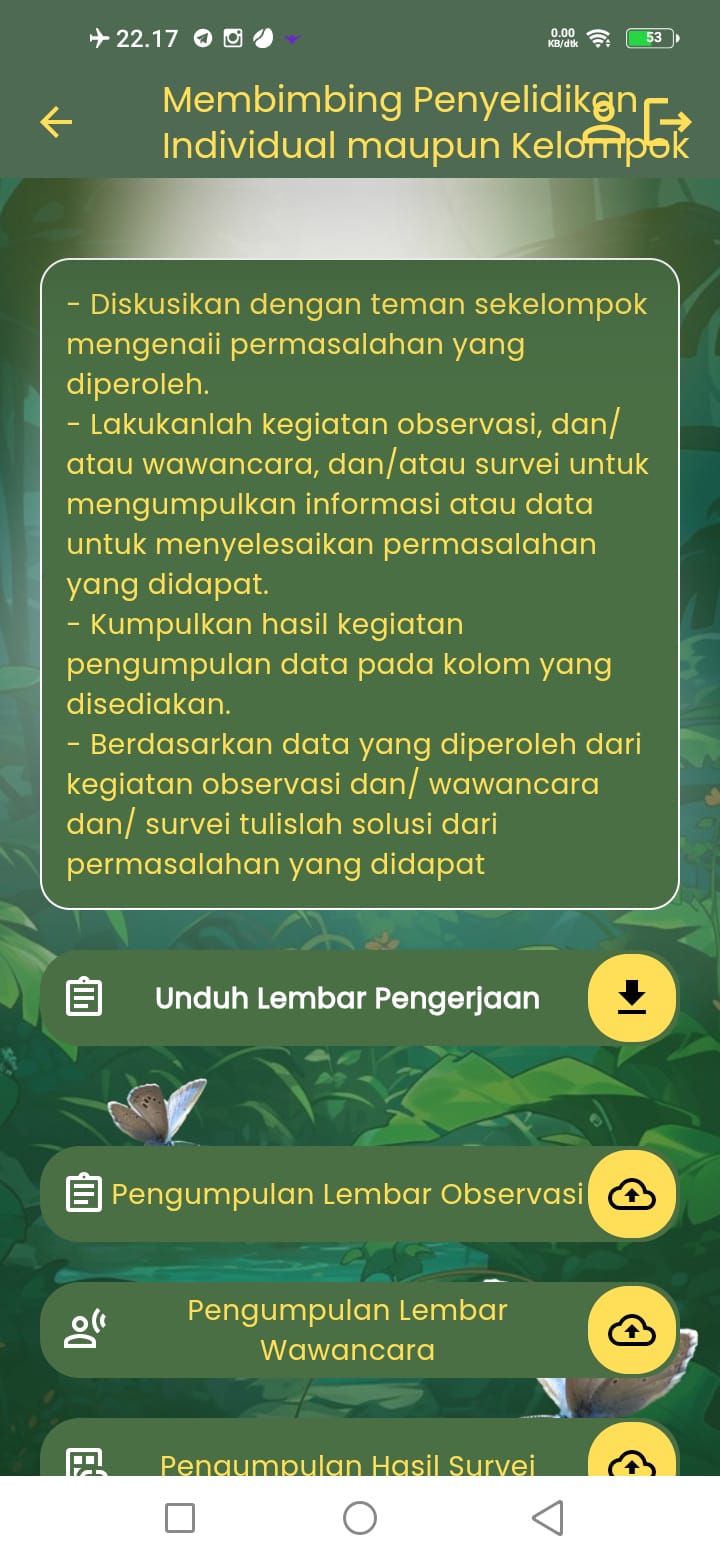 22.17
0.00
KB/dtk
53
Membimbing Penyelidikan
Individual maupun Kelompok
- Diskusikan dengan teman sekelompok
mengenaii permasalahan yang
diperoleh.
- Lakukanlah kegiatan observasi, dan/
atau wawancara, dan/atau survei untuk
mengumpulkan informasi atau data
untuk menyelesaikan permasalahan
yang didapat.
- Kumpulkan hasil kegiatan
pengumpulan data pada kolom yang
disediakan.
- Berdasarkan data yang diperoleh dari
kegiatan observasi dan/ wawancara
dan/ survei tulislah solusi dari
permasalahan yang didapat
Unduh Lembar Pengerjaan
Pengumpulan Lembar Observasi
Pengumpulan Lembar
Wawancara
Pengumpulan Hasil Survei